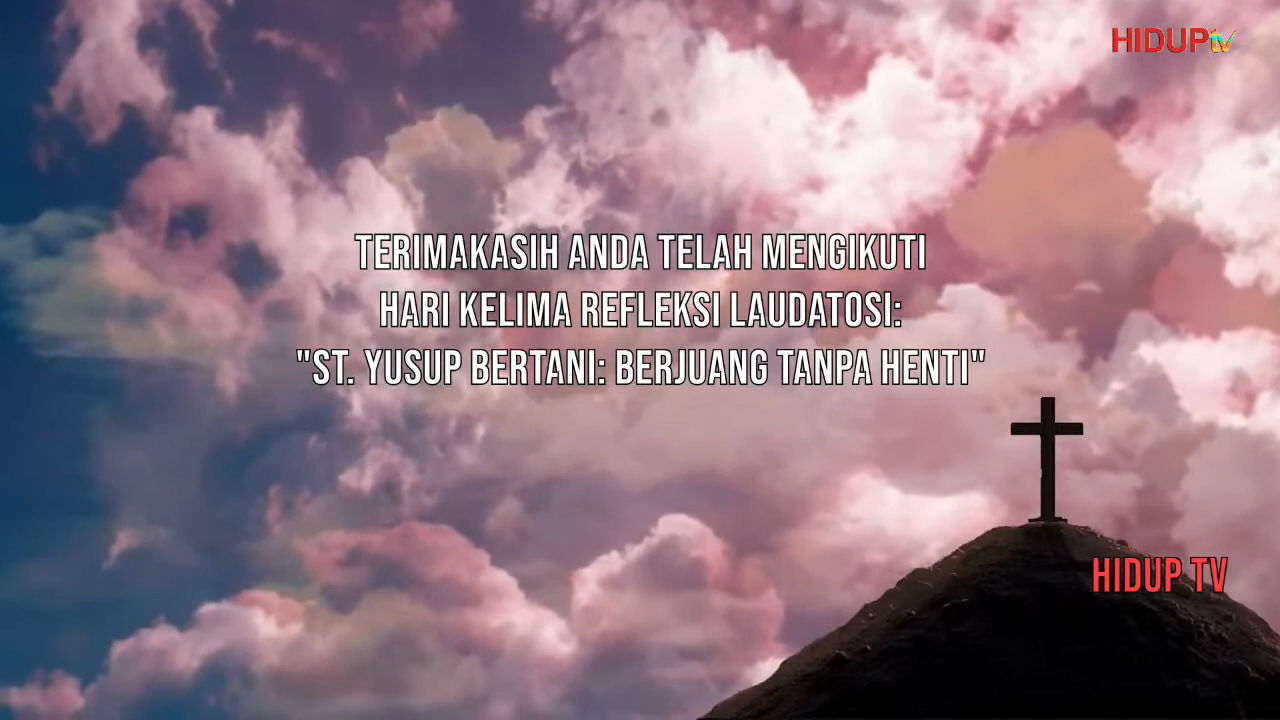 HIDUPtv
TERIMAKASIH ANDA TELAH MENGIKUTI
HARI KELIMA REFLEKSI LAUDATOSI:
"ST. YUSUP BERTANI: BERJUANG TANPA HENTI"
HIDUP TV